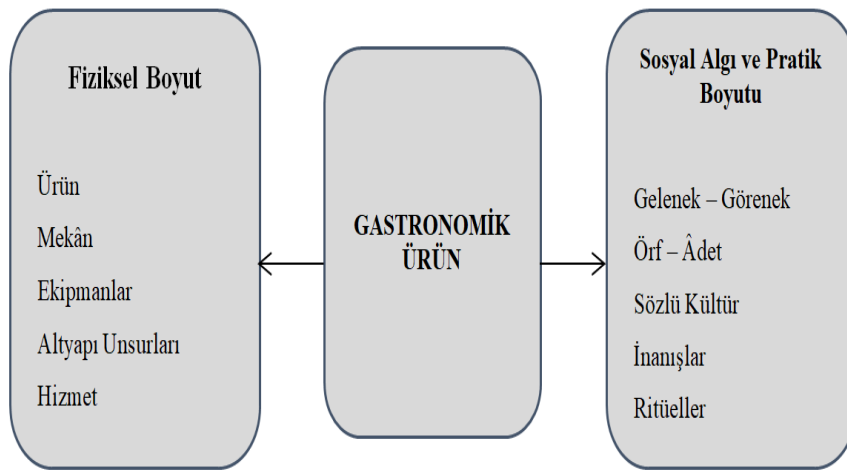 Fiziksel Boyut
Ürün
Mekân
Ekipmanlar
Altyapı Unsurları
Hizmet
GASTRONOMİK
ÜRÜN
Sosyal Algı ve Pratik
Boyutu
Gelenek – Görenek
Örf – Âdet
Sözlü Kültür
İnanışlar
Ritüeller